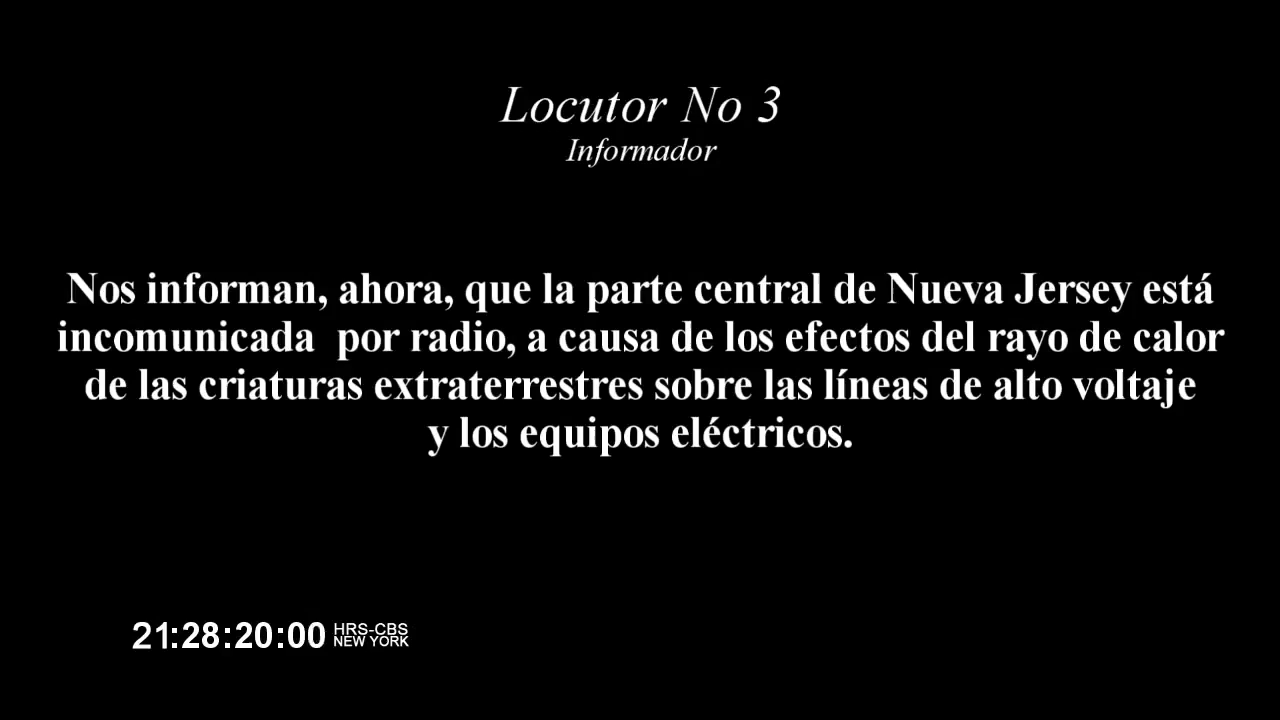 Locutor No 3
Informador
Nos informan, ahora, que la parte central de Nueva Jersey está
incomunicada  por radio, a causa de los efectos del rayo de calor
de las criaturas extraterrestres sobre las líneas de alto voltaje
y los equipos eléctricos.
21:28:20:00 HRS-CBS
NEW YORK